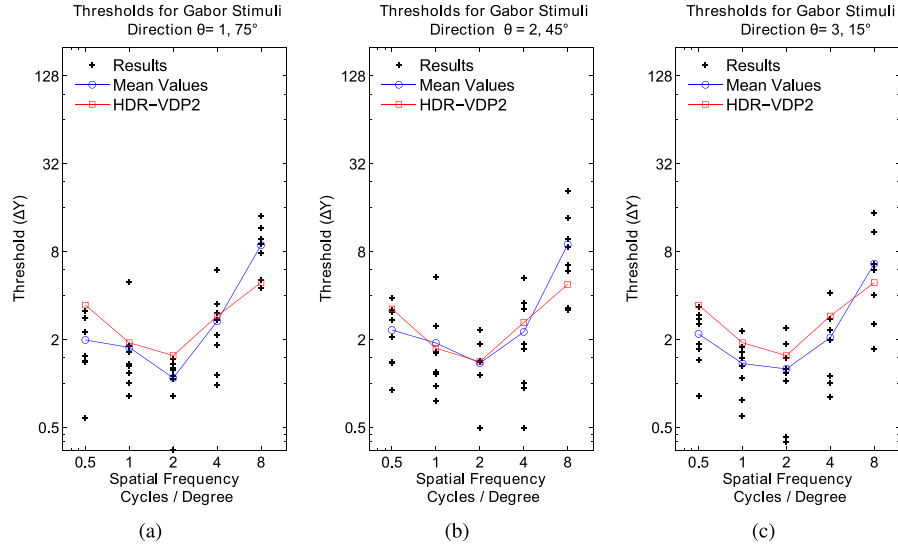 Thresholds for Gabor Stimuli
Direction θ= 1, 75°
128
32
8
2
0.5
Threshold (ΔY)
+ Results
Mean Values
HDR−VDP2
0.5 1 2 4 8
Spatial Frequency
Cycles / Degree
(a)
Thresholds for Gabor Stimuli
Direction θ = 2, 45°
128
32
8
2
0.5
Threshold (ΔY)
+ Results
Mean Values
HDR−VDP2
0.5 1 2 4 8
Spatial Frequency
Cycles / Degree
(b)
Thresholds for Gabor Stimuli
Direction θ= 3, 15°
128
32
8
2
0.5
Threshold (ΔY)
+ Results
Mean Values
HDR−VDP2
0.5 1 2 4 8
Spatial Frequency
Cycles / Degree
(c)